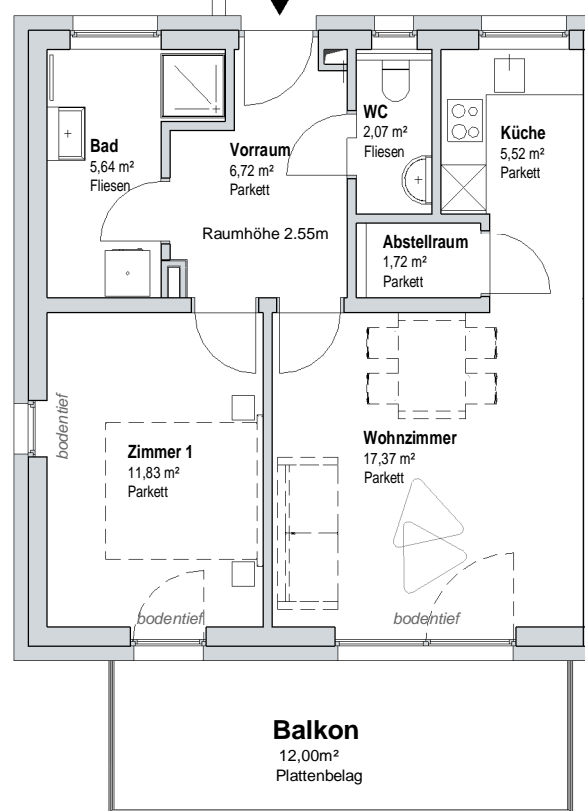 Bad
5,64 m²
Fliesen
Vorraum
6,72 m²
Parkett
Raumhöhe 2.55m
WC
2,07 m²
Fliesen
Küche
5,52 m²
Parkett
Abstellraum
1,72 m²
Parkett
bodentief
Zimmer 1
11,83 m²
Parkett
bodentief
Wohnzimmer
17,37 m²
Parkett
bodentief
Balkon
12,00m²
Plattenbelag